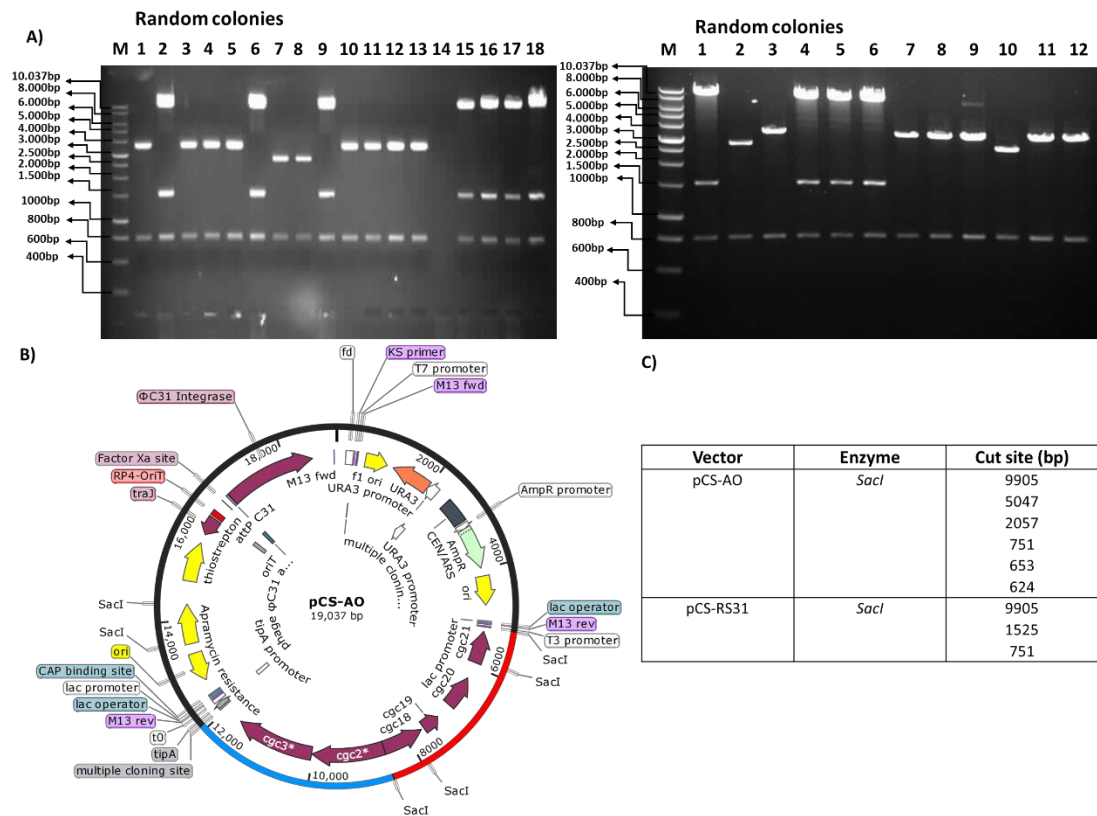 Random colonies
A)
M 1 2 3 4 5 6 7 8 9 10 11 12 13 14 15 16 17 18
10.037bp
8.000bp
6.000bp
5.000bp
4.000bp
3.000bp
2.500bp
2.000bp
1.500bp
1000bp
800bp
600bp
400bp
Random colonies
M 1 2 3 4 5 6 7 8 9 10 11 12
10.037bp
8.000bp
6.000bp
5.000bp
4.000bp
3.000bp
2.500bp
2.000bp
1.500bp
1000bp
800bp
600bp
400bp
B)
fd
KS primer
T7 promoter
M13 fwd
ΦC31 Integrase
Factor Xa site
RP4-OriT
traJ
18,000
M13 fwd
f1 ori
URA3 promoter
URA3
2000
AmpR promoter
16,000
thiostrepton
attP C31
oriT
phage ΦC31 a...
tipA promoter
multiple clonin...
URA3 promoter
CEN/ARS
AmpR
4000
ori
pCS-AO
19,037 bp
SacI
SacI
14,000
Apramycin resistance
ori
CAP binding site
lac promoter
lac operator
M13 rev
t0
tipA
multiple cloning site
12,000
cgc3*
cgc2*
10,000
cgc18
cgc19
cgc20
cgc21
lac promoter
8000
6000
lac operator
M13 rev
T3 promoter
SacI
SacI
SacI
SacI
C)
Vector Enzyme Cut site (bp)
pCS-AO SacI 9905
5047
2057
751
653
624
pCS-RS31 SacI 9905
1525
751